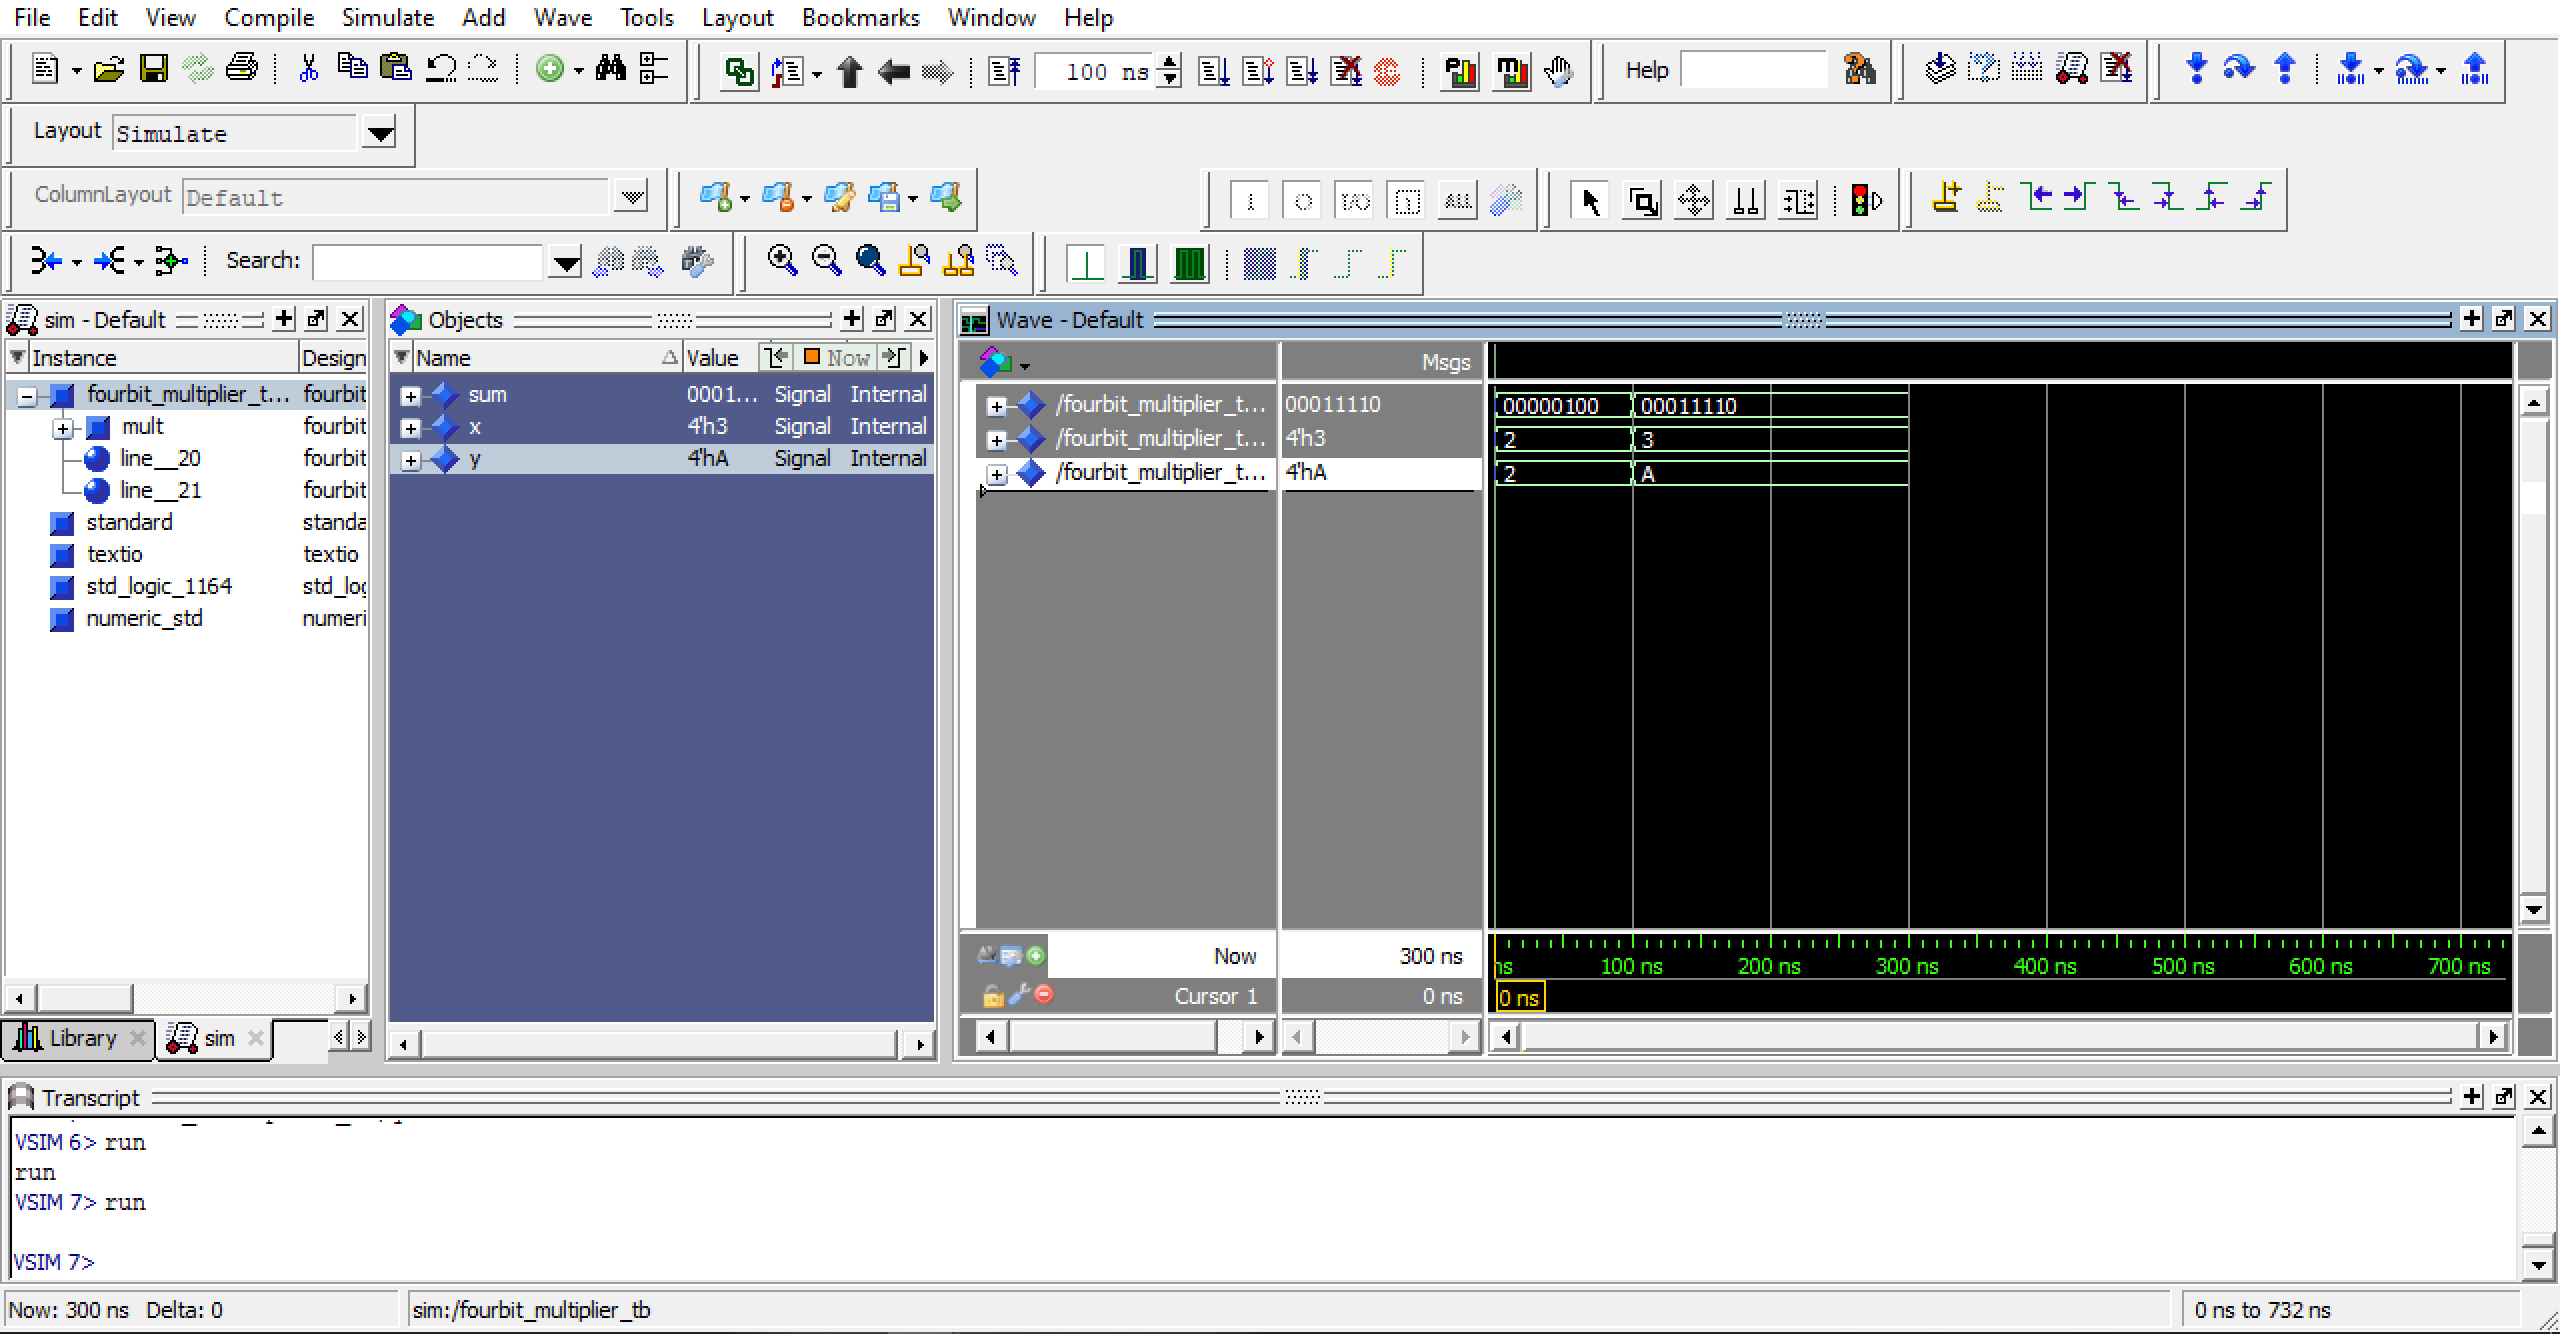 File Edit View Compile Simulate Add Wave Tools Layout Bookmarks Window Help
100 ns Help
Layout Simulate
ColumnLayout Default ALL
Search:
sim - Default
Instance Design
fourbit_multiplier_t... fourbit
mult fourbit
line__20 fourbit
line__21 fourbit
standard standa
textio textio
std_logic_1164 std_log
numeric_std numeri
Library sim
Objects
Name Value Now
sum 0001... Signal Internal
x 4'h3 Signal Internal
y 4'hA Signal Internal
Wave - Default
Msgs
/fourbit_multiplier_t... 00011110 00000100 00011110
/fourbit_multiplier_t... 4'h3 2 3
/fourbit_multiplier_t... 4'hA 2 A
Now 300 ns ns 100 ns 200 ns 300 ns 400 ns 500 ns 600 ns 700 ns
Cursor 1 0 ns 0 ns
Transcript
VSIM 6> run
run
VSIM 7> run
VSIM 7>
Now: 300 ns Delta: 0 sim:/fourbit_multiplier_tb 0 ns to 732 ns